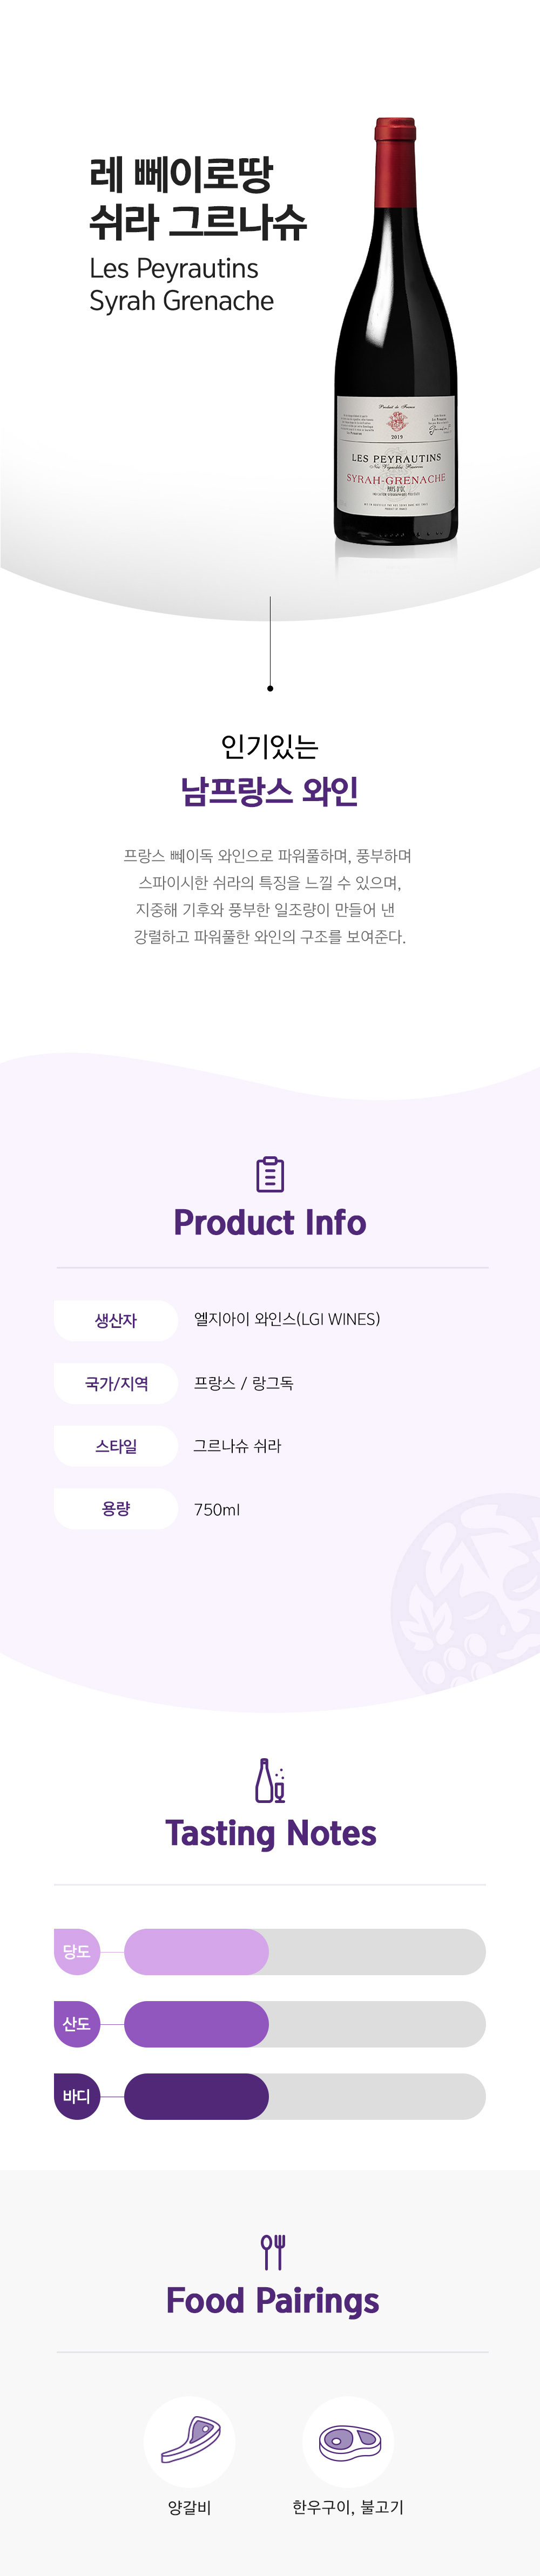 레 뻬이로땅
쉬라 그르나슈
Les Peyrautins
Syrah Grenache
Product de France
2019
LES PEYRAUTINS
SYRAH-GRENACHE
PAYS D'OC
인기있는
남프랑스 와인
프랑스 뻬이독 와인으로 파워풀하며, 풍부하며
스파이시한 쉬라의 특징을 느낄 수 있으며,
지중해 기후와 풍부한 일조량이 만들어 낸
강렬하고 파워풀한 와인의 구조를 보여준다.
Product Info
생산자 엘지아이 와인스(LGI WINES)
국가/지역 프랑스 / 랑그독
스타일 그르나슈 쉬라
용량 750ml
Tasting Notes
당도
산도
바디
Food Pairings
양갈비 한우구이, 불고기